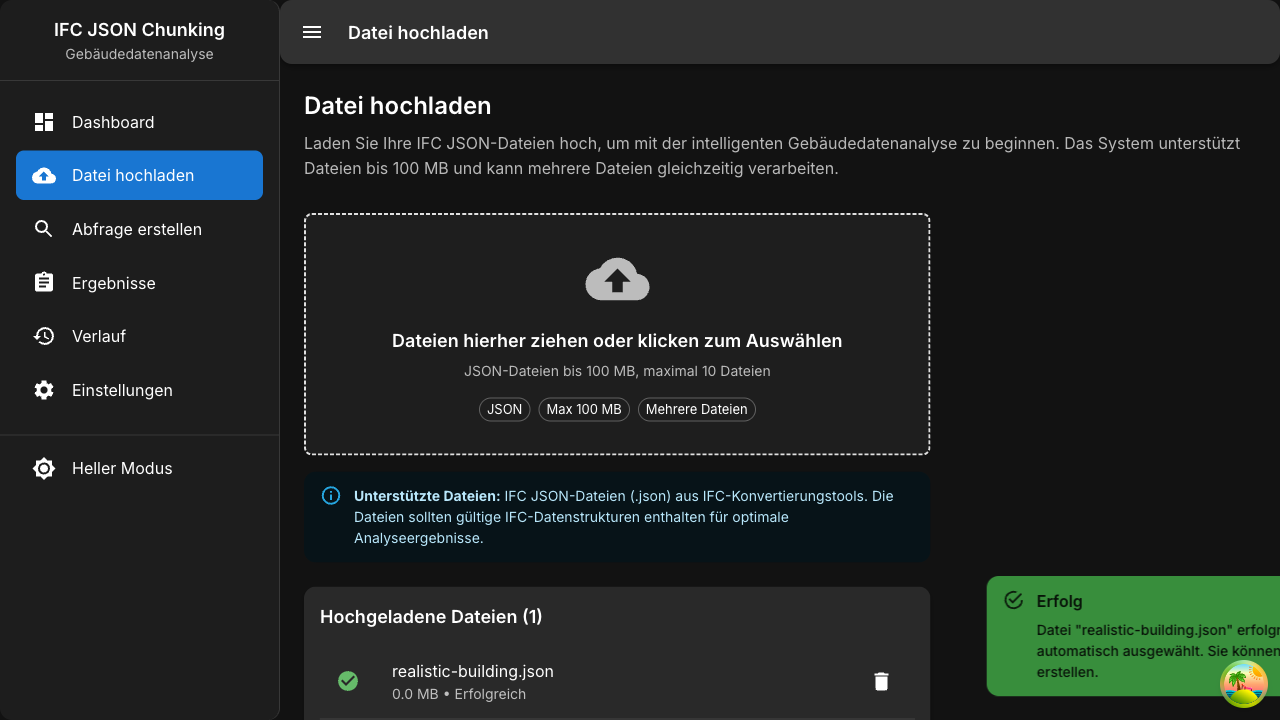 IFC JSON Chunking
Gebäudedatenanalyse
Dashboard
Datei hochladen
Abfrage erstellen
Ergebnisse
Verlauf
Einstellungen
Heller Modus
Datei hochladen
Datei hochladen
Laden Sie Ihre IFC JSON-Dateien hoch, um mit der intelligenten Gebäudedatenanalyse zu beginnen. Das System unterstützt
Dateien bis 100 MB und kann mehrere Dateien gleichzeitig verarbeiten.
Dateien hierher ziehen oder klicken zum Auswählen
JSON-Dateien bis 100 MB, maximal 10 Dateien
JSON Max 100 MB Mehrere Dateien
Unterstützte Dateien: IFC JSON-Dateien (.json) aus IFC-Konvertierungstools. Die
Dateien sollten gültige IFC-Datenstrukturen enthalten für optimale
Analyseergebnisse.
Hochgeladene Dateien (1)
realistic-building.json
0.0 MB • Erfolgreich
Erfolg
Datei "realistic-building.json"
automatisch ausgewählt. Sie können
erstellen.